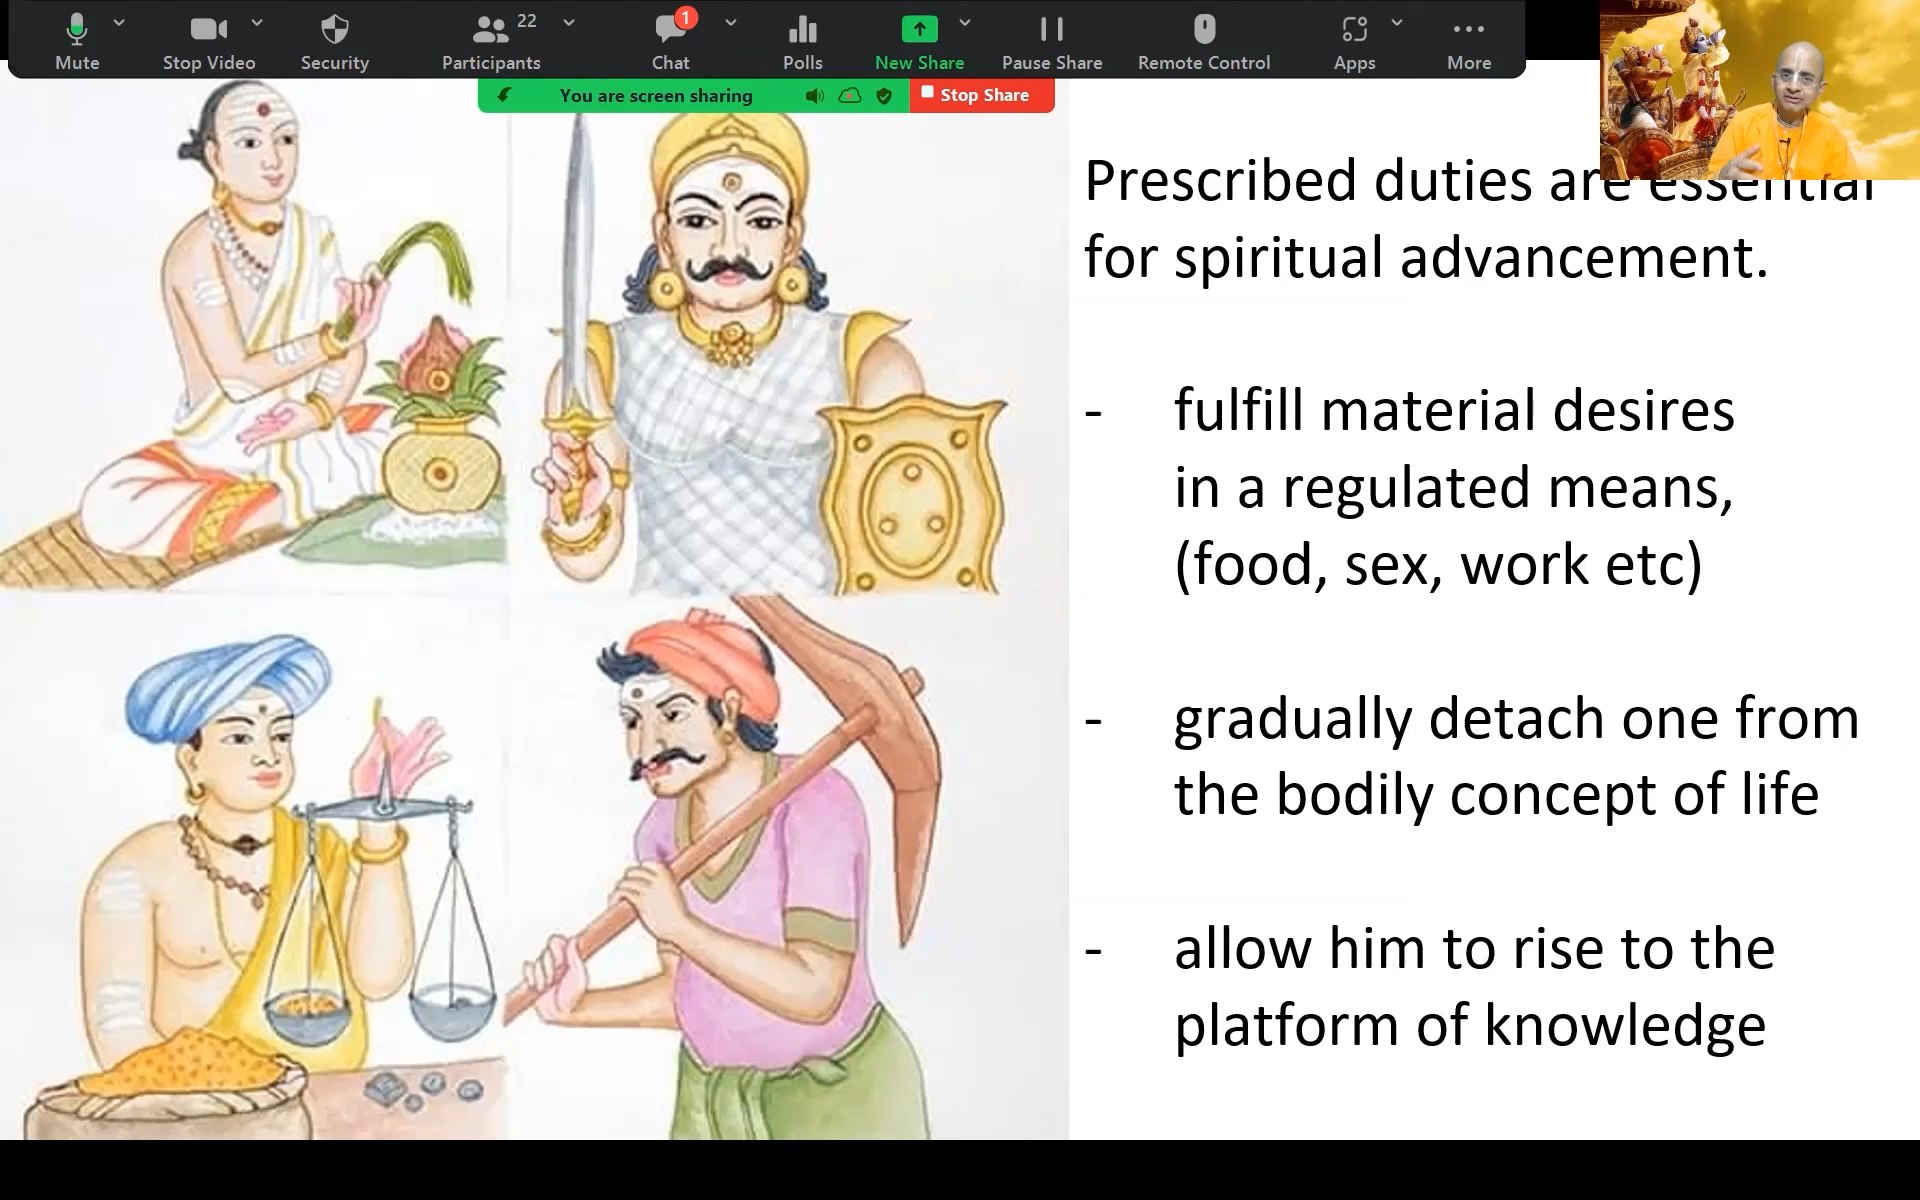 22
1
Mute
Stop Video
Security
Participants
Chat
Polls
New Share
Pause Share
Remote Control
Apps
More
You are screen sharing
Stop Share
Prescribed duties are essential
for spiritual advancement.
- fulfill material desires
in a regulated means,
(food, sex, work etc)
- gradually detach one from
the bodily concept of life
- allow him to rise to the
platform of knowledge